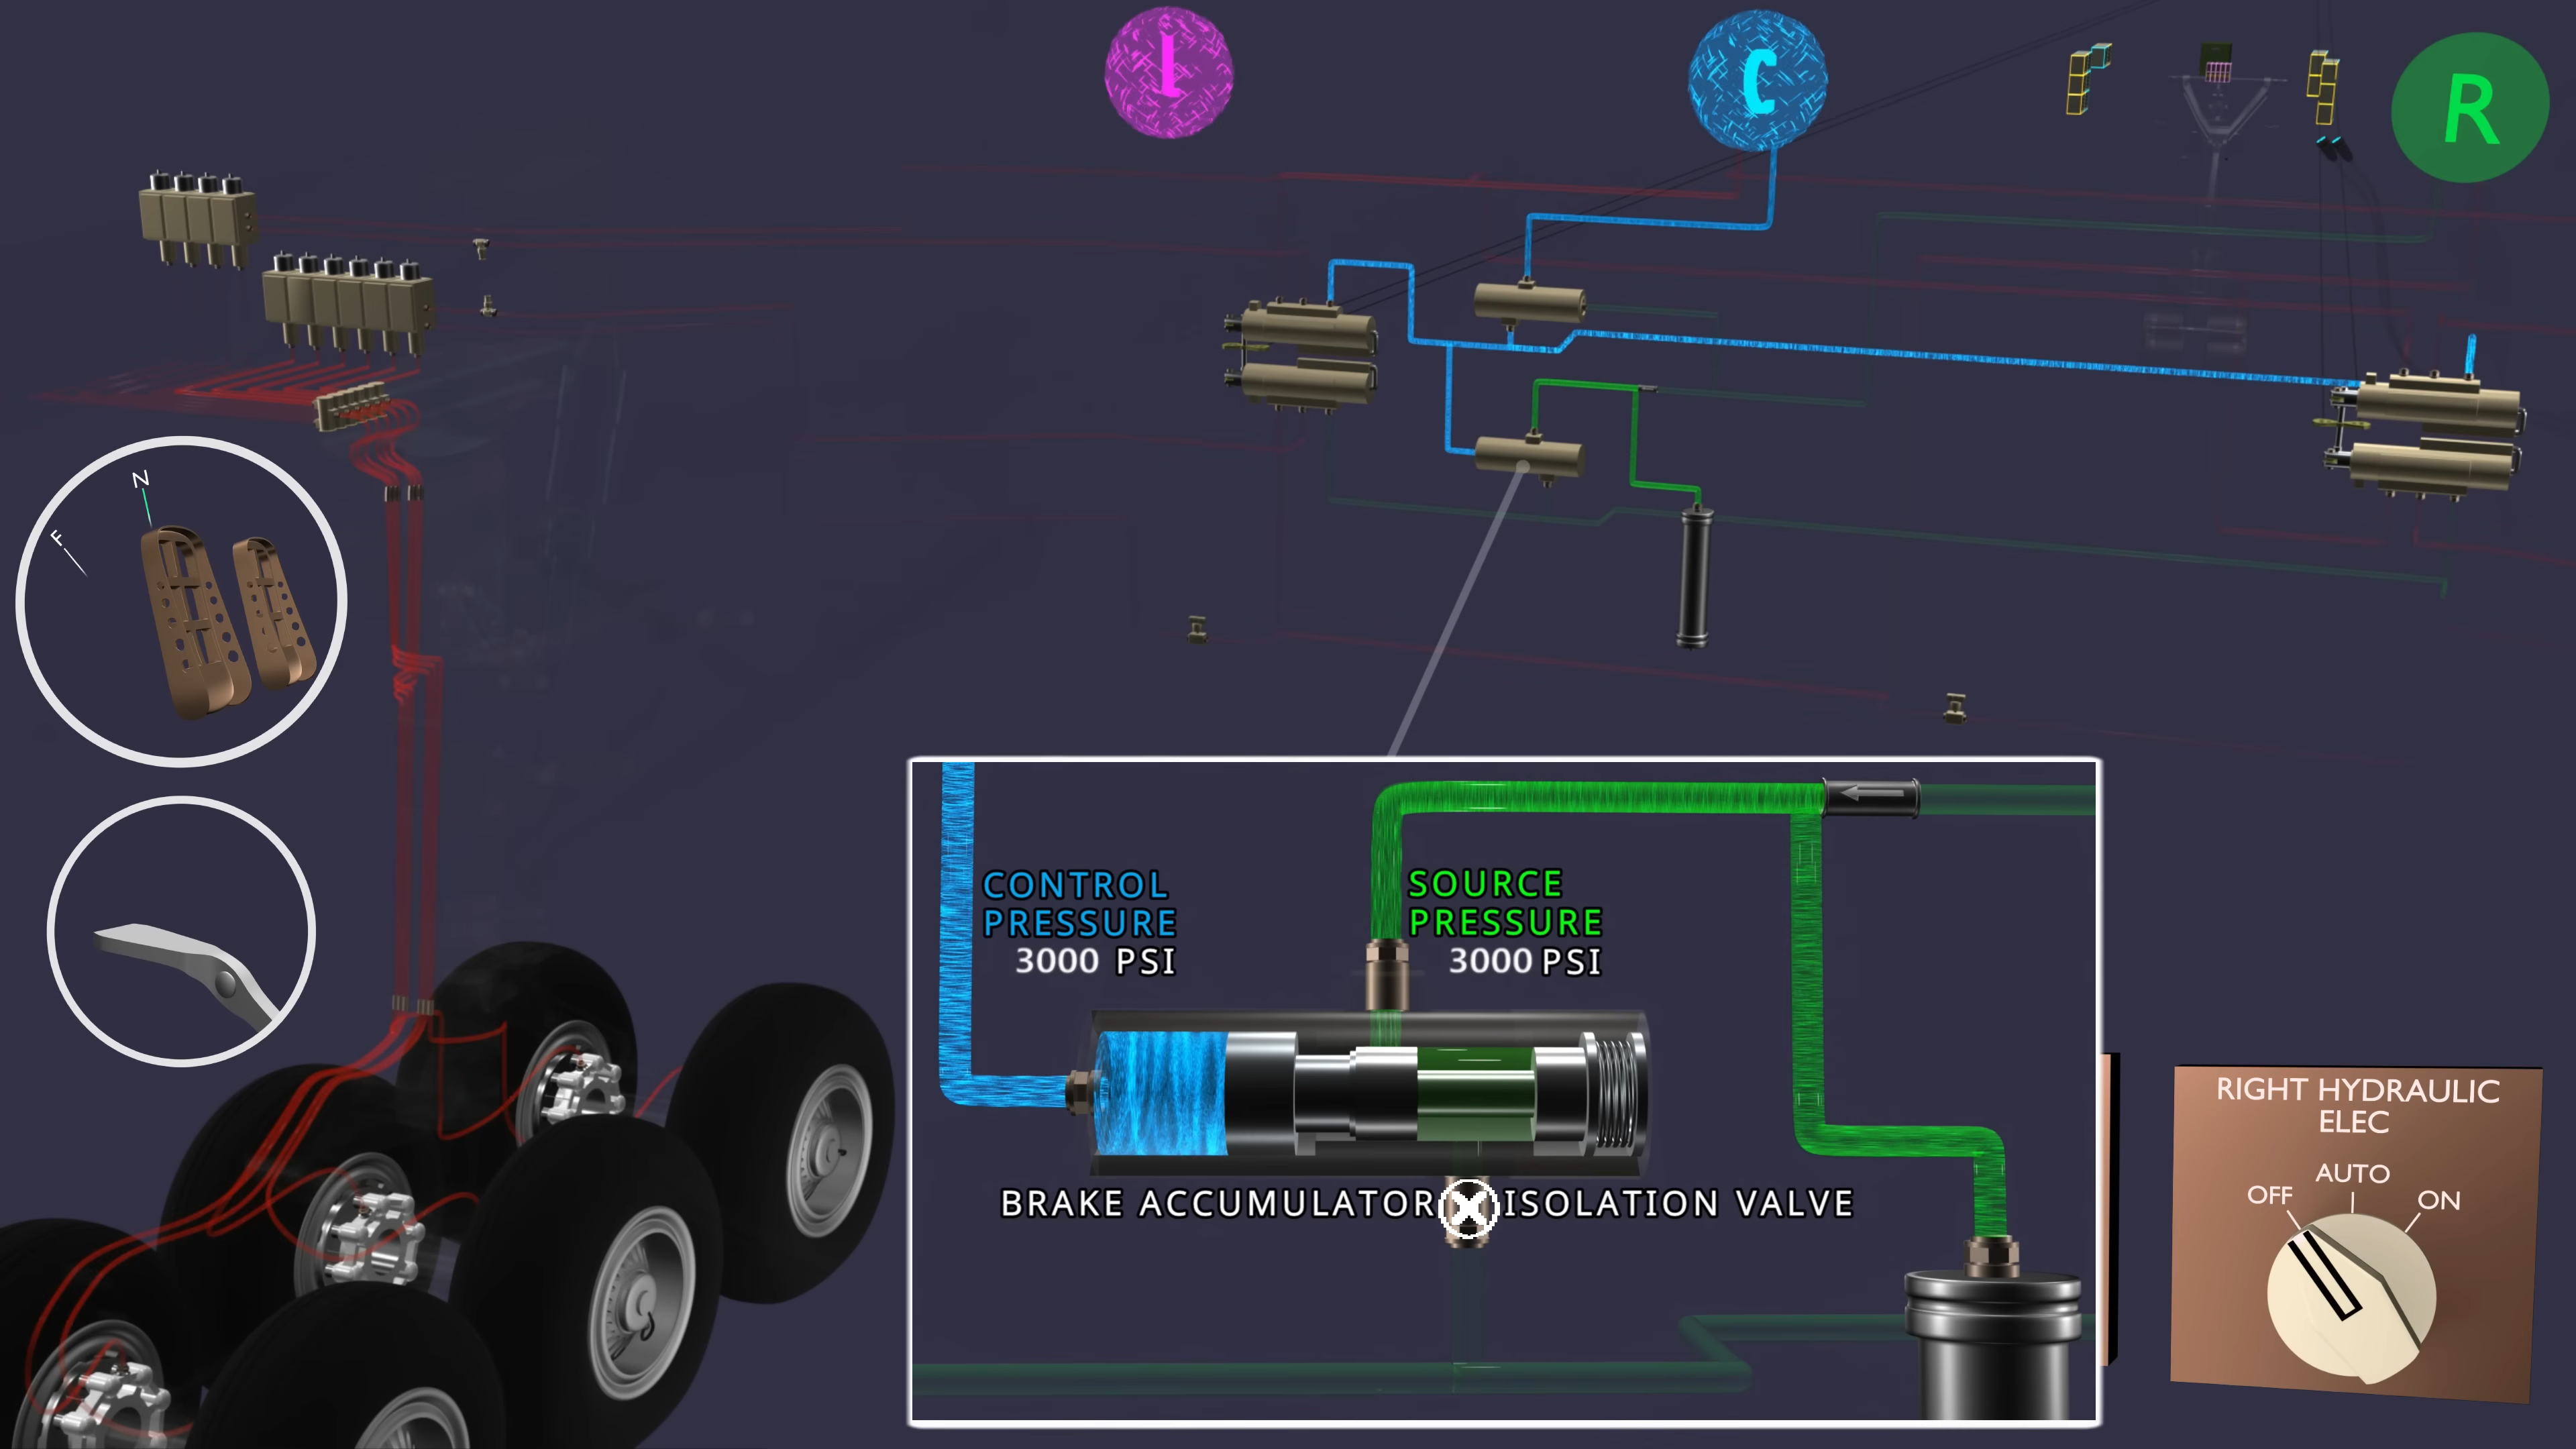 L
C
R
N
F
CONTROL
PRESSURE
3000 PSI
SOURCE
PRESSURE
3000 PSI
BRAKE ACCUMULATOR ISOLATION VALVE
RIGHT HYDRAULIC
ELEC
OFF
AUTO
ON